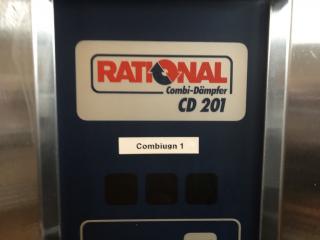 RATIONAL
Combi-Dämpfer
CD 201
Combiugn 1